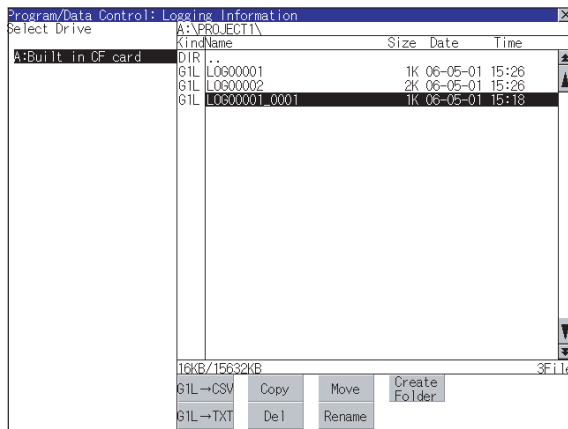 Program/Data Control: Logging Information
Select Drive
A:\PROJECT1\
Kind Name Size Date Time
A:Built in CF card
DIR ..
G1L LOG00001 1K 06-05-01 15:26
G1L LOG00002 2K 06-05-01 15:26
G1L LOG00001_0001 1K 06-05-01 15:18
16KB/15632KB 3File
G1L→CSV Copy Move Create Folder
G1L→TXT Del Rename